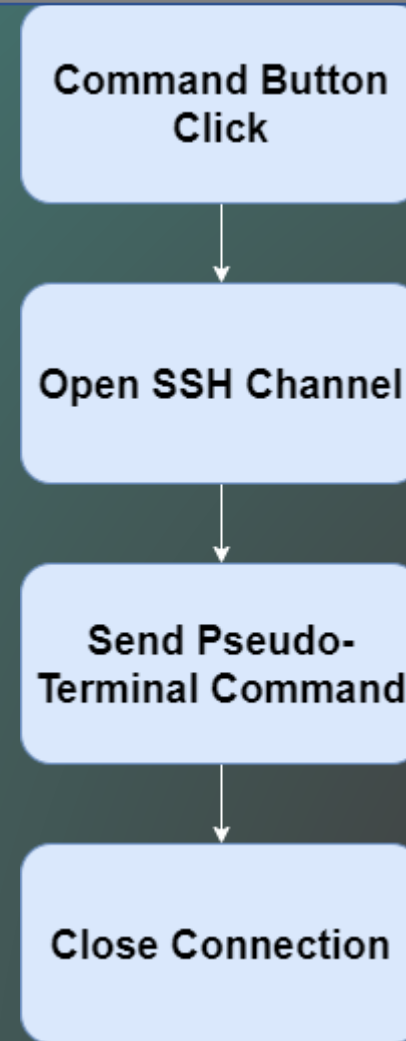 Command Button
Click
Open SSH Channel
Send Pseudo-
Terminal Command
Close Connection